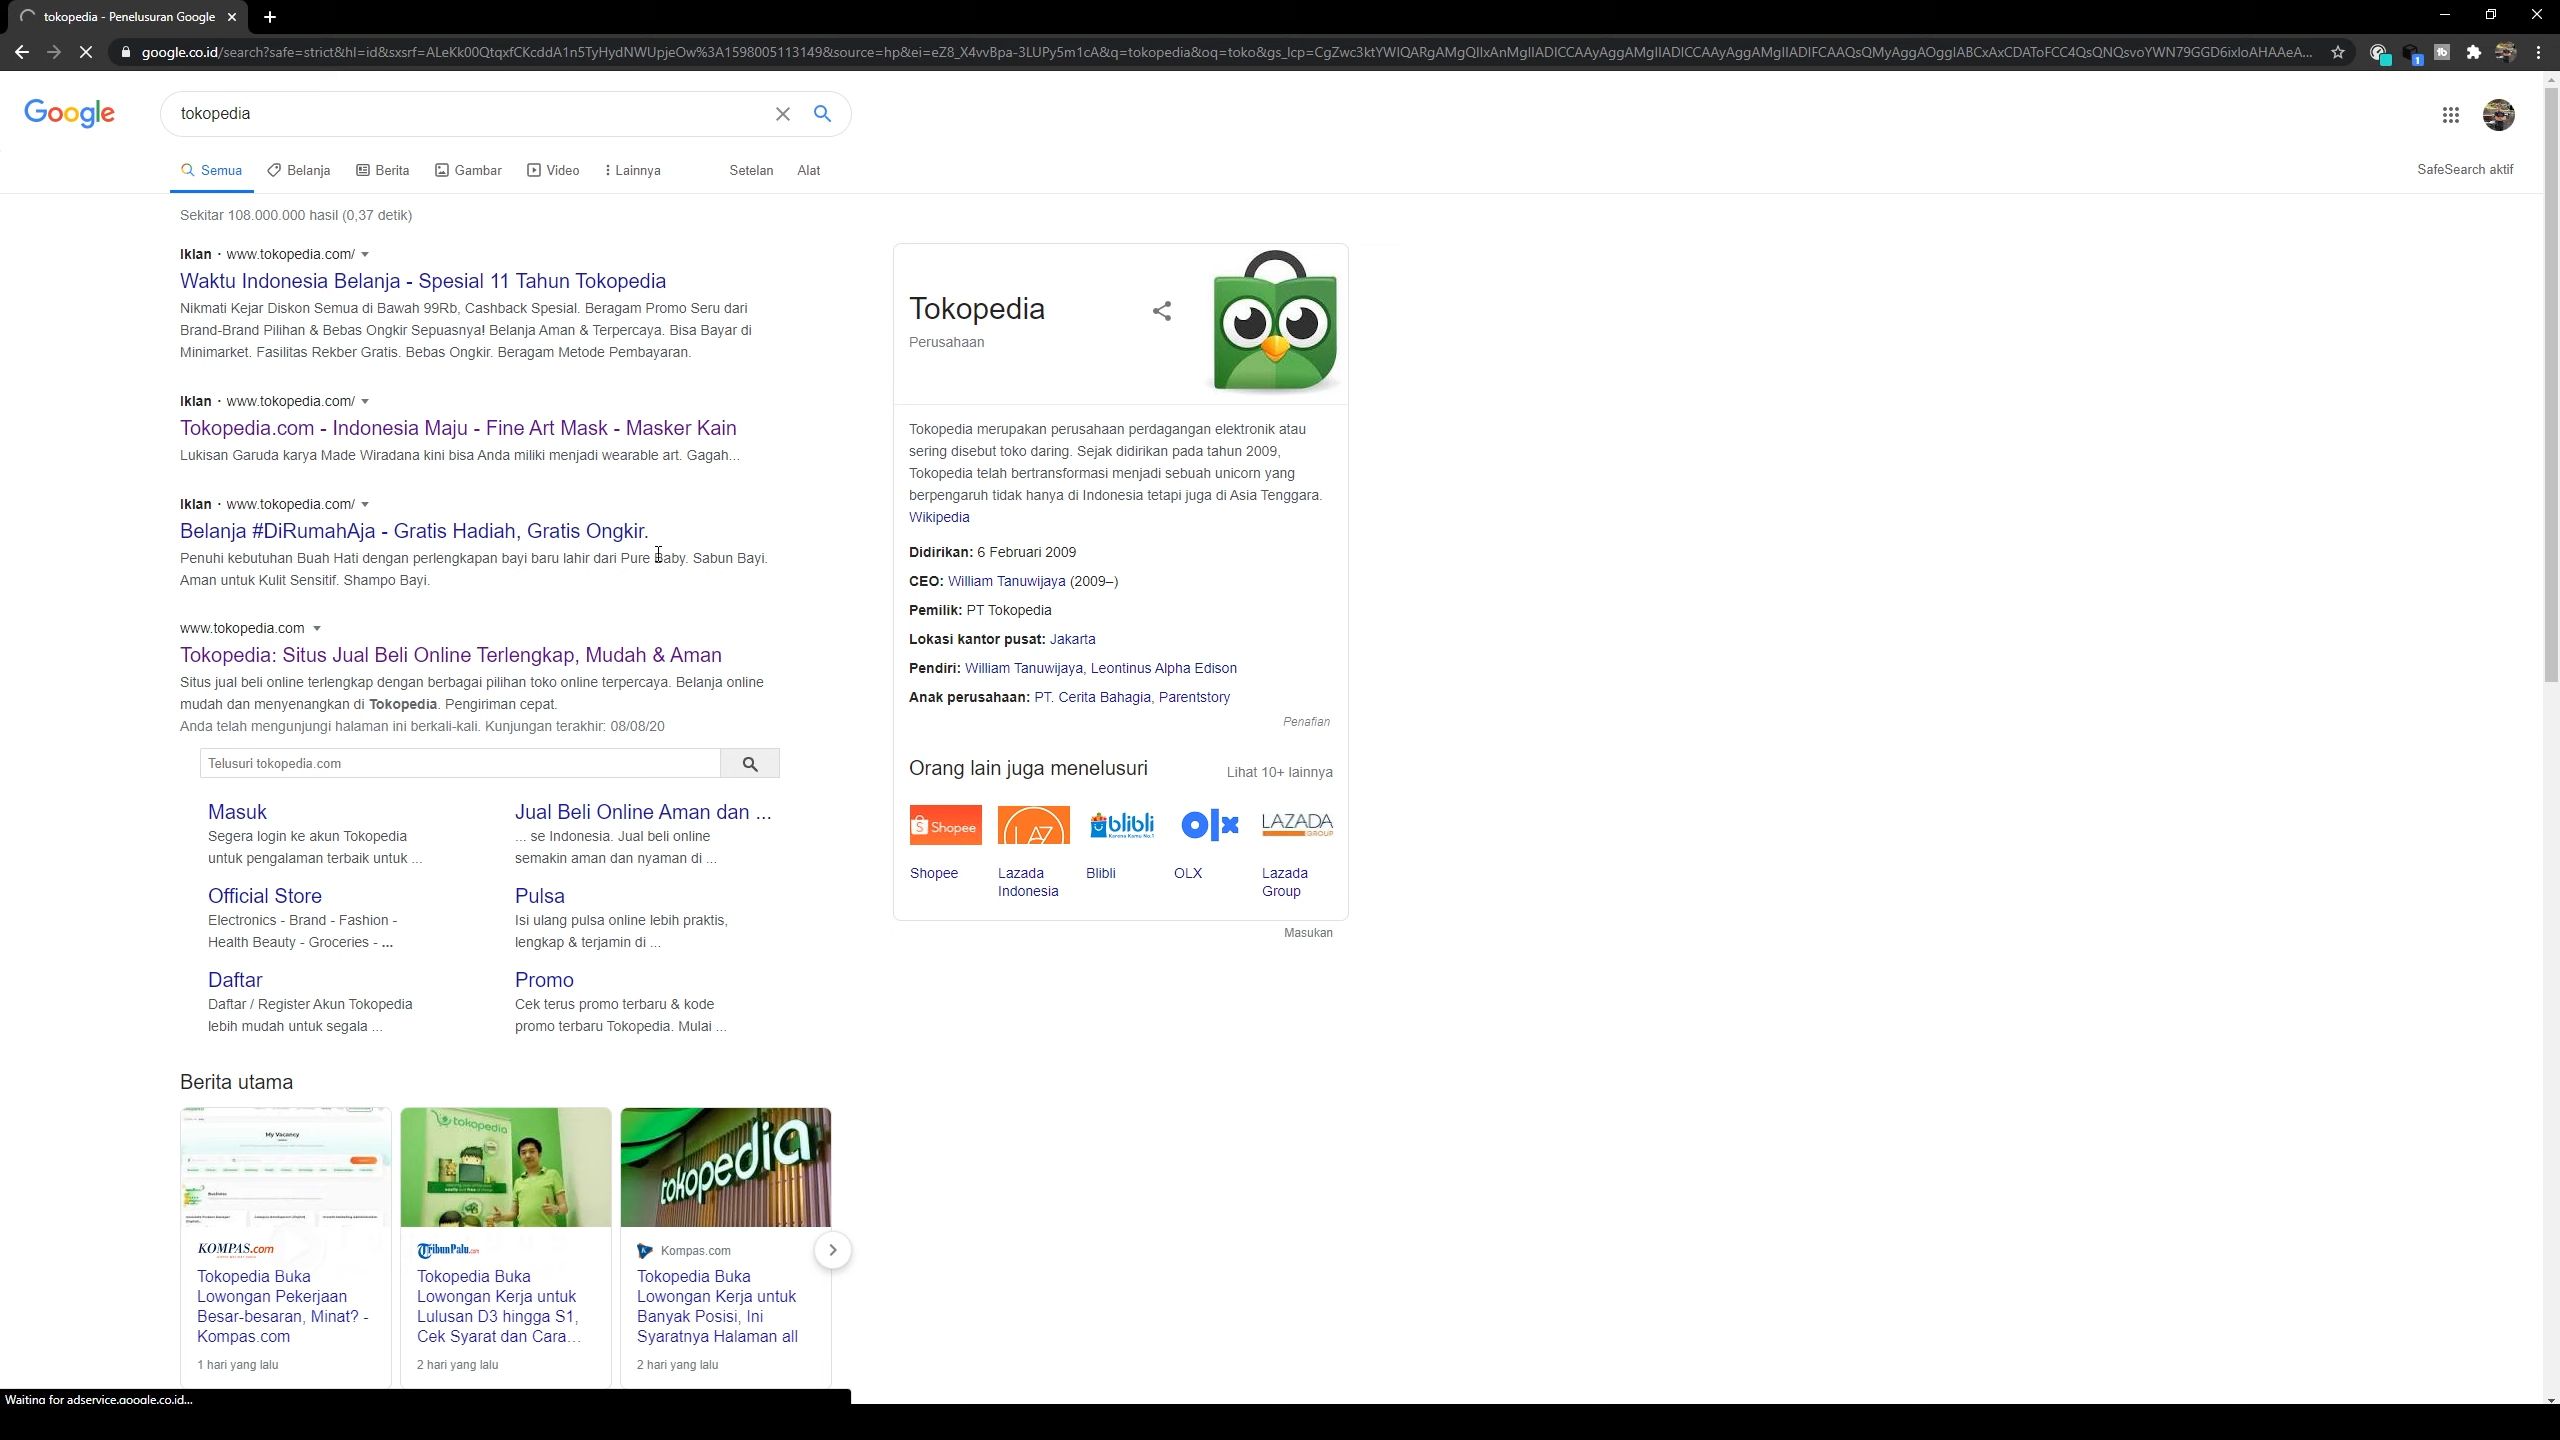 tokopedia - Penelusuran Google
google.co.id/search?safe=strict&hl=id&sxsrf=ALeKk00QtqxfCKcddA1n5TyHydNWUpjeOw%3A1598005113149&source=hp&ei=eZ8_X4vvBpa-3LUPy5m1cA&q=tokopedia&oq=toko
Google
tokopedia
Semua Belanja Berita Gambar Video Lainnya Setelan Alat
SafeSearch aktif
Sekitar 108.000.000 hasil (0,37 detik)
Iklan · www.tokopedia.com/
Waktu Indonesia Belanja - Spesial 11 Tahun Tokopedia
Nikmati Kejar Diskon Semua di Bawah 99Rb, Cashback Spesial. Beragam Promo Seru dari
Brand-Brand Pilihan & Bebas Ongkir Sepuasnya! Belanja Aman & Terpercaya. Bisa Bayar di
Minimarket. Fasilitas Rekber Gratis. Bebas Ongkir. Beragam Metode Pembayaran.
Iklan · www.tokopedia.com/
Tokopedia.com - Indonesia Maju - Fine Art Mask - Masker Kain
Lukisan Garuda karya Made Wiradana kini bisa Anda miliki menjadi wearable art. Gagah...
Iklan · www.tokopedia.com/
Belanja #DiRumahAja - Gratis Hadiah, Gratis Ongkir.
Penuhi kebutuhan Buah Hati dengan perlengkapan bayi baru lahir dari Pure Baby. Sabun Bayi.
Aman untuk Kulit Sensitif. Shampo Bayi.
www.tokopedia.com
Tokopedia: Situs Jual Beli Online Terlengkap, Mudah & Aman
Situs jual beli online terlengkap dengan berbagai pilihan toko online terpercaya. Belanja online
mudah dan menyenangkan di Tokopedia. Pengiriman cepat.
Anda telah mengunjungi halaman ini berkali-kali. Kunjungan terakhir: 08/08/20
Telusuri tokopedia.com
Masuk
Segera login ke akun Tokopedia
untuk pengalaman terbaik untuk ...
Jual Beli Online Aman dan ...
... se Indonesia. Jual beli online
semakin aman dan nyaman di ...
Official Store
Electronics - Brand - Fashion -
Health Beauty - Groceries - ...
Pulsa
Isi ulang pulsa online lebih praktis,
lengkap & terjamin di ...
Daftar
Daftar / Register Akun Tokopedia
lebih mudah untuk segala ...
Promo
Cek terus promo terbaru & kode
promo terbaru Tokopedia. Mulai ...
Berita utama
My Vacancy
KOMPAS.com
Tokopedia Buka
Lowongan Pekerjaan
Besar-besaran, Minat? -
Kompas.com
1 hari yang lalu
tokopedia
TribunPalu.com
Tokopedia Buka
Lowongan Kerja untuk
Lulusan D3 hingga S1,
Cek Syarat dan Cara...
2 hari yang lalu
tokopedia
Kompas.com
Tokopedia Buka
Lowongan Kerja untuk
Banyak Posisi, Ini
Syaratnya Halaman all
2 hari yang lalu
Tokopedia
Perusahaan
Tokopedia merupakan perusahaan perdagangan elektronik atau
sering disebut toko daring. Sejak didirikan pada tahun 2009,
Tokopedia telah bertransformasi menjadi sebuah unicorn yang
berpengaruh tidak hanya di Indonesia tetapi juga di Asia Tenggara.
Wikipedia
Didirikan: 6 Februari 2009
CEO: William Tanuwijaya (2009–)
Pemilik: PT Tokopedia
Lokasi kantor pusat: Jakarta
Pendiri: William Tanuwijaya, Leontinus Alpha Edison
Anak perusahaan: PT. Cerita Bahagia, Parentstory
Penafian
Orang lain juga menelusuri
Lihat 10+ lainnya
Shopee LAZ blibli olx LAZADA GROUP
Shopee
Lazada
Indonesia
Blibli
OLX
Lazada
Group
Masukan
Waiting for adservice.google.co.id...